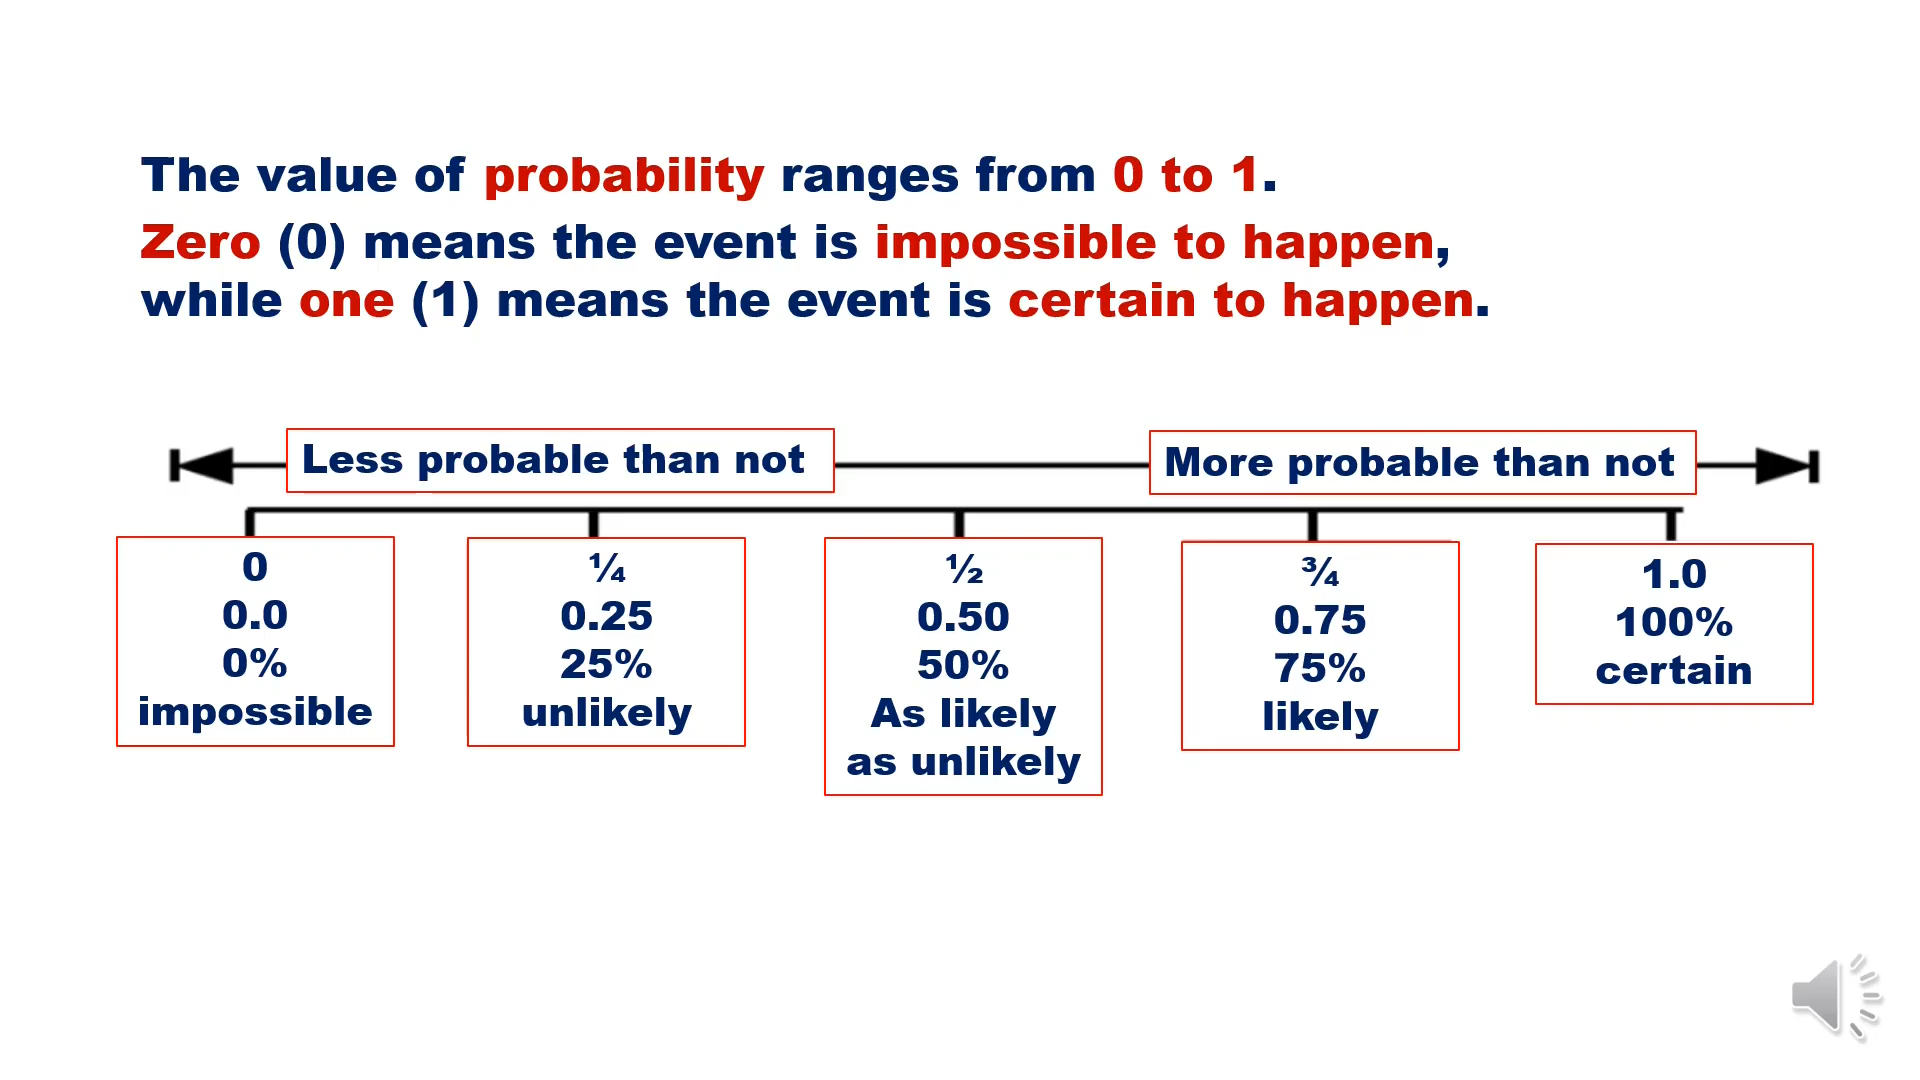 The value of probability ranges from 0 to 1.
Zero (0) means the event is impossible to happen,
while one (1) means the event is certain to happen.
Less probable than not
More probable than not
0
0.0
0%
impossible
¼
0.25
25%
unlikely
½
0.50
50%
As likely
as unlikely
¾
0.75
75%
likely
1.0
100%
certain